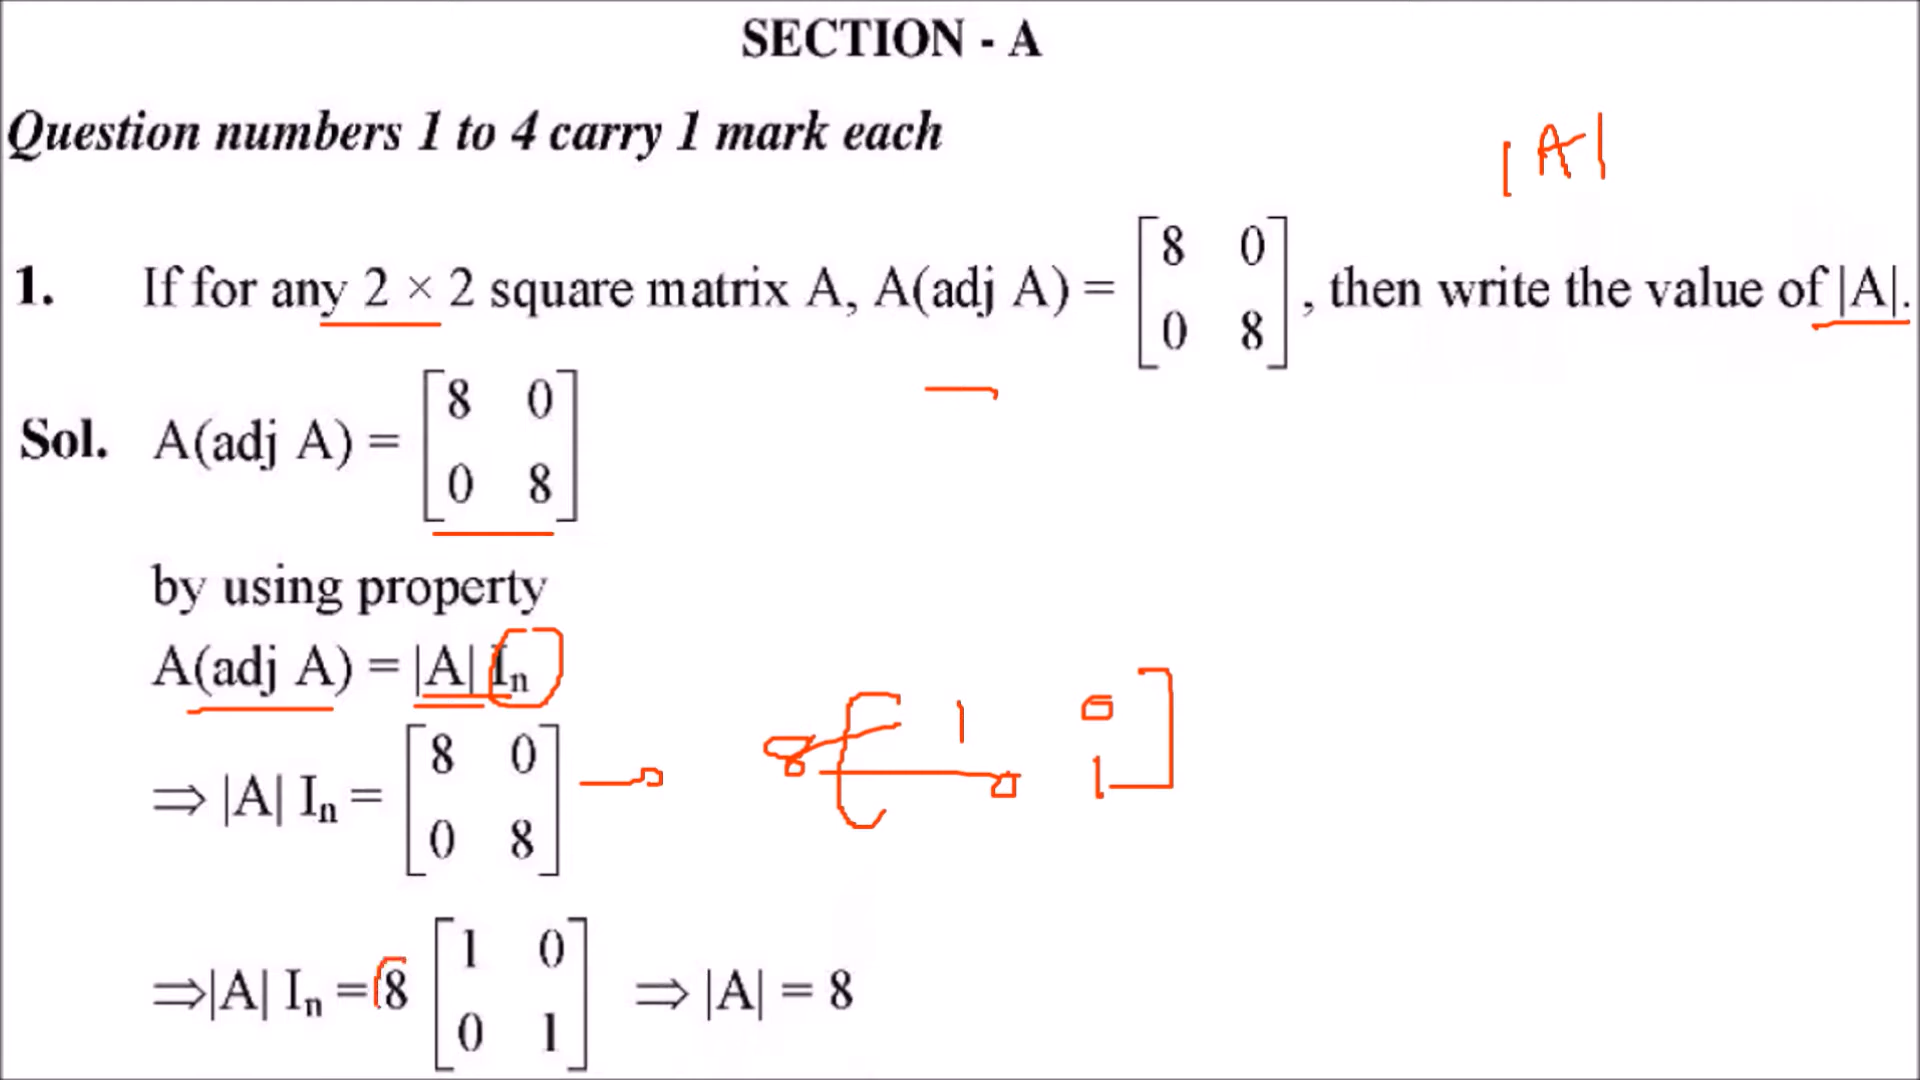 SECTION - A
Question numbers 1 to 4 carry 1 mark each
|A|
1. If for any 2 × 2 square matrix A, A(adj A) = [8 0 0 8], then write the value of |A|.
Sol. A(adj A) = [8 0 0 8]
by using property
A(adj A) = |A| Iₙ
⇒ |A| Iₙ = [8 0 0 8] 8 [1 0 0 1]
⇒|A| Iₙ = 8 [1 0 0 1] ⇒ |A| = 8